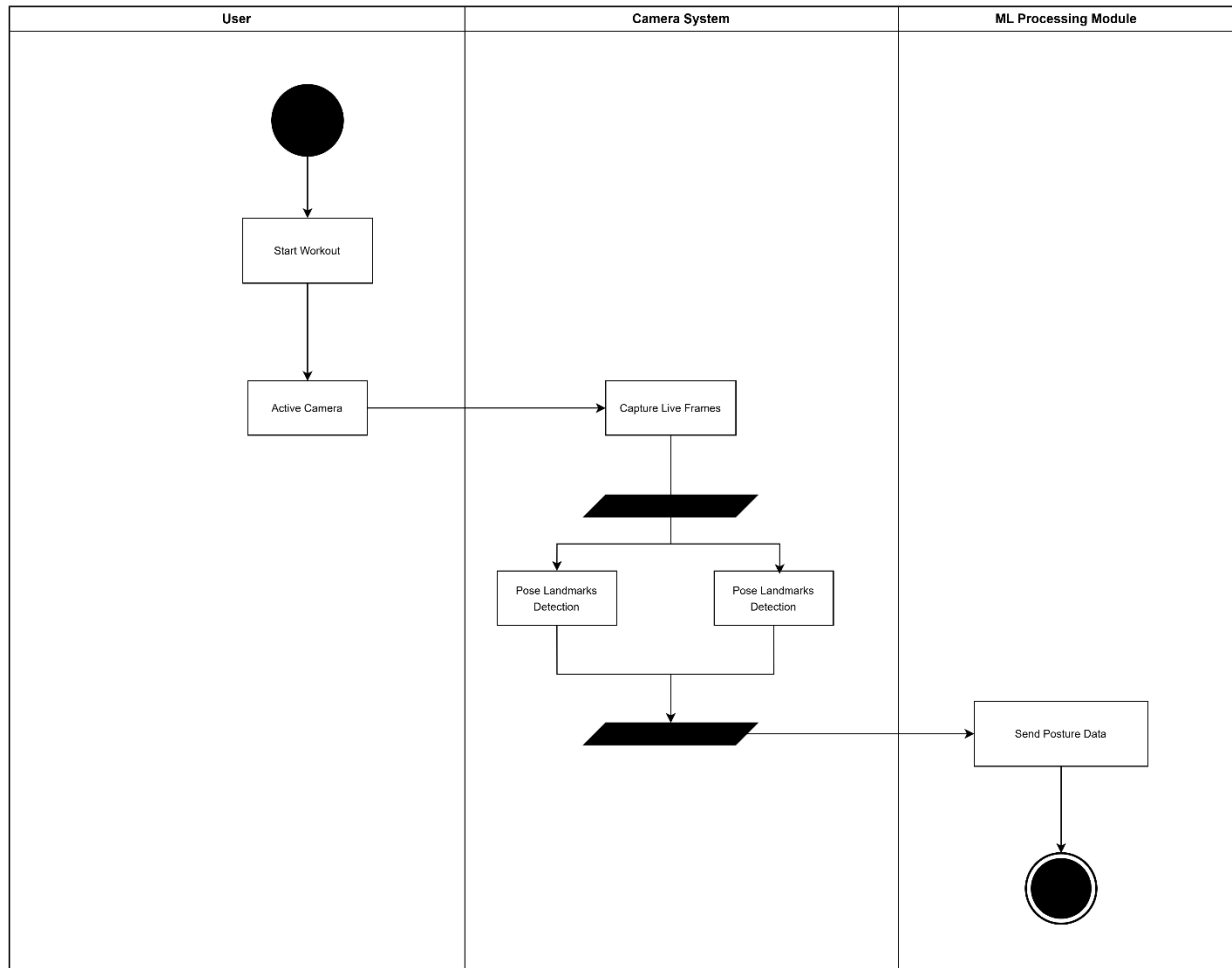 User
Camera System
ML Processing Module
Start Workout
Active Camera
Capture Live Frames
Pose Landmarks
Detection
Pose Landmarks
Detection
Send Posture Data